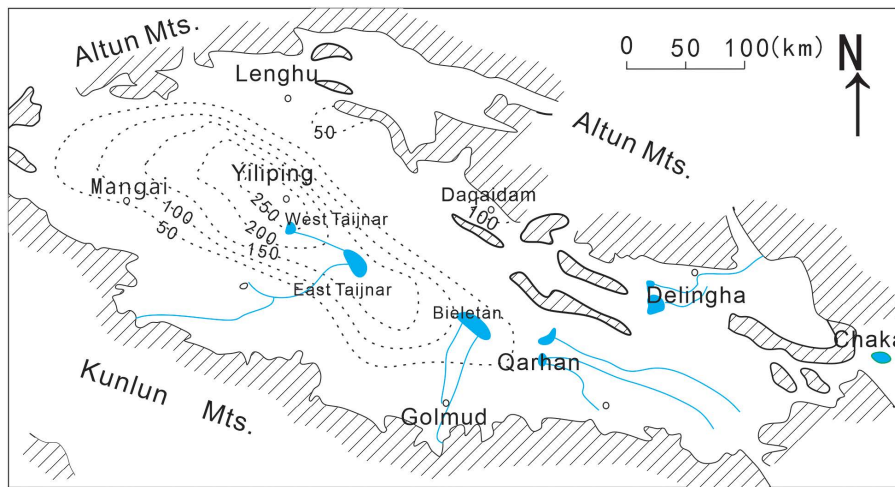 Altun Mts.
0 50 100(km)
N
Lenghu
50
Altun Mts.
Yiliping
Mangai
Daqaidam
100
250
100
West Taijnar
50
200
150
East Taijnar
Delingha
Bieletan
Chaka
Qarhan
Kunlun Mts.
Golmud